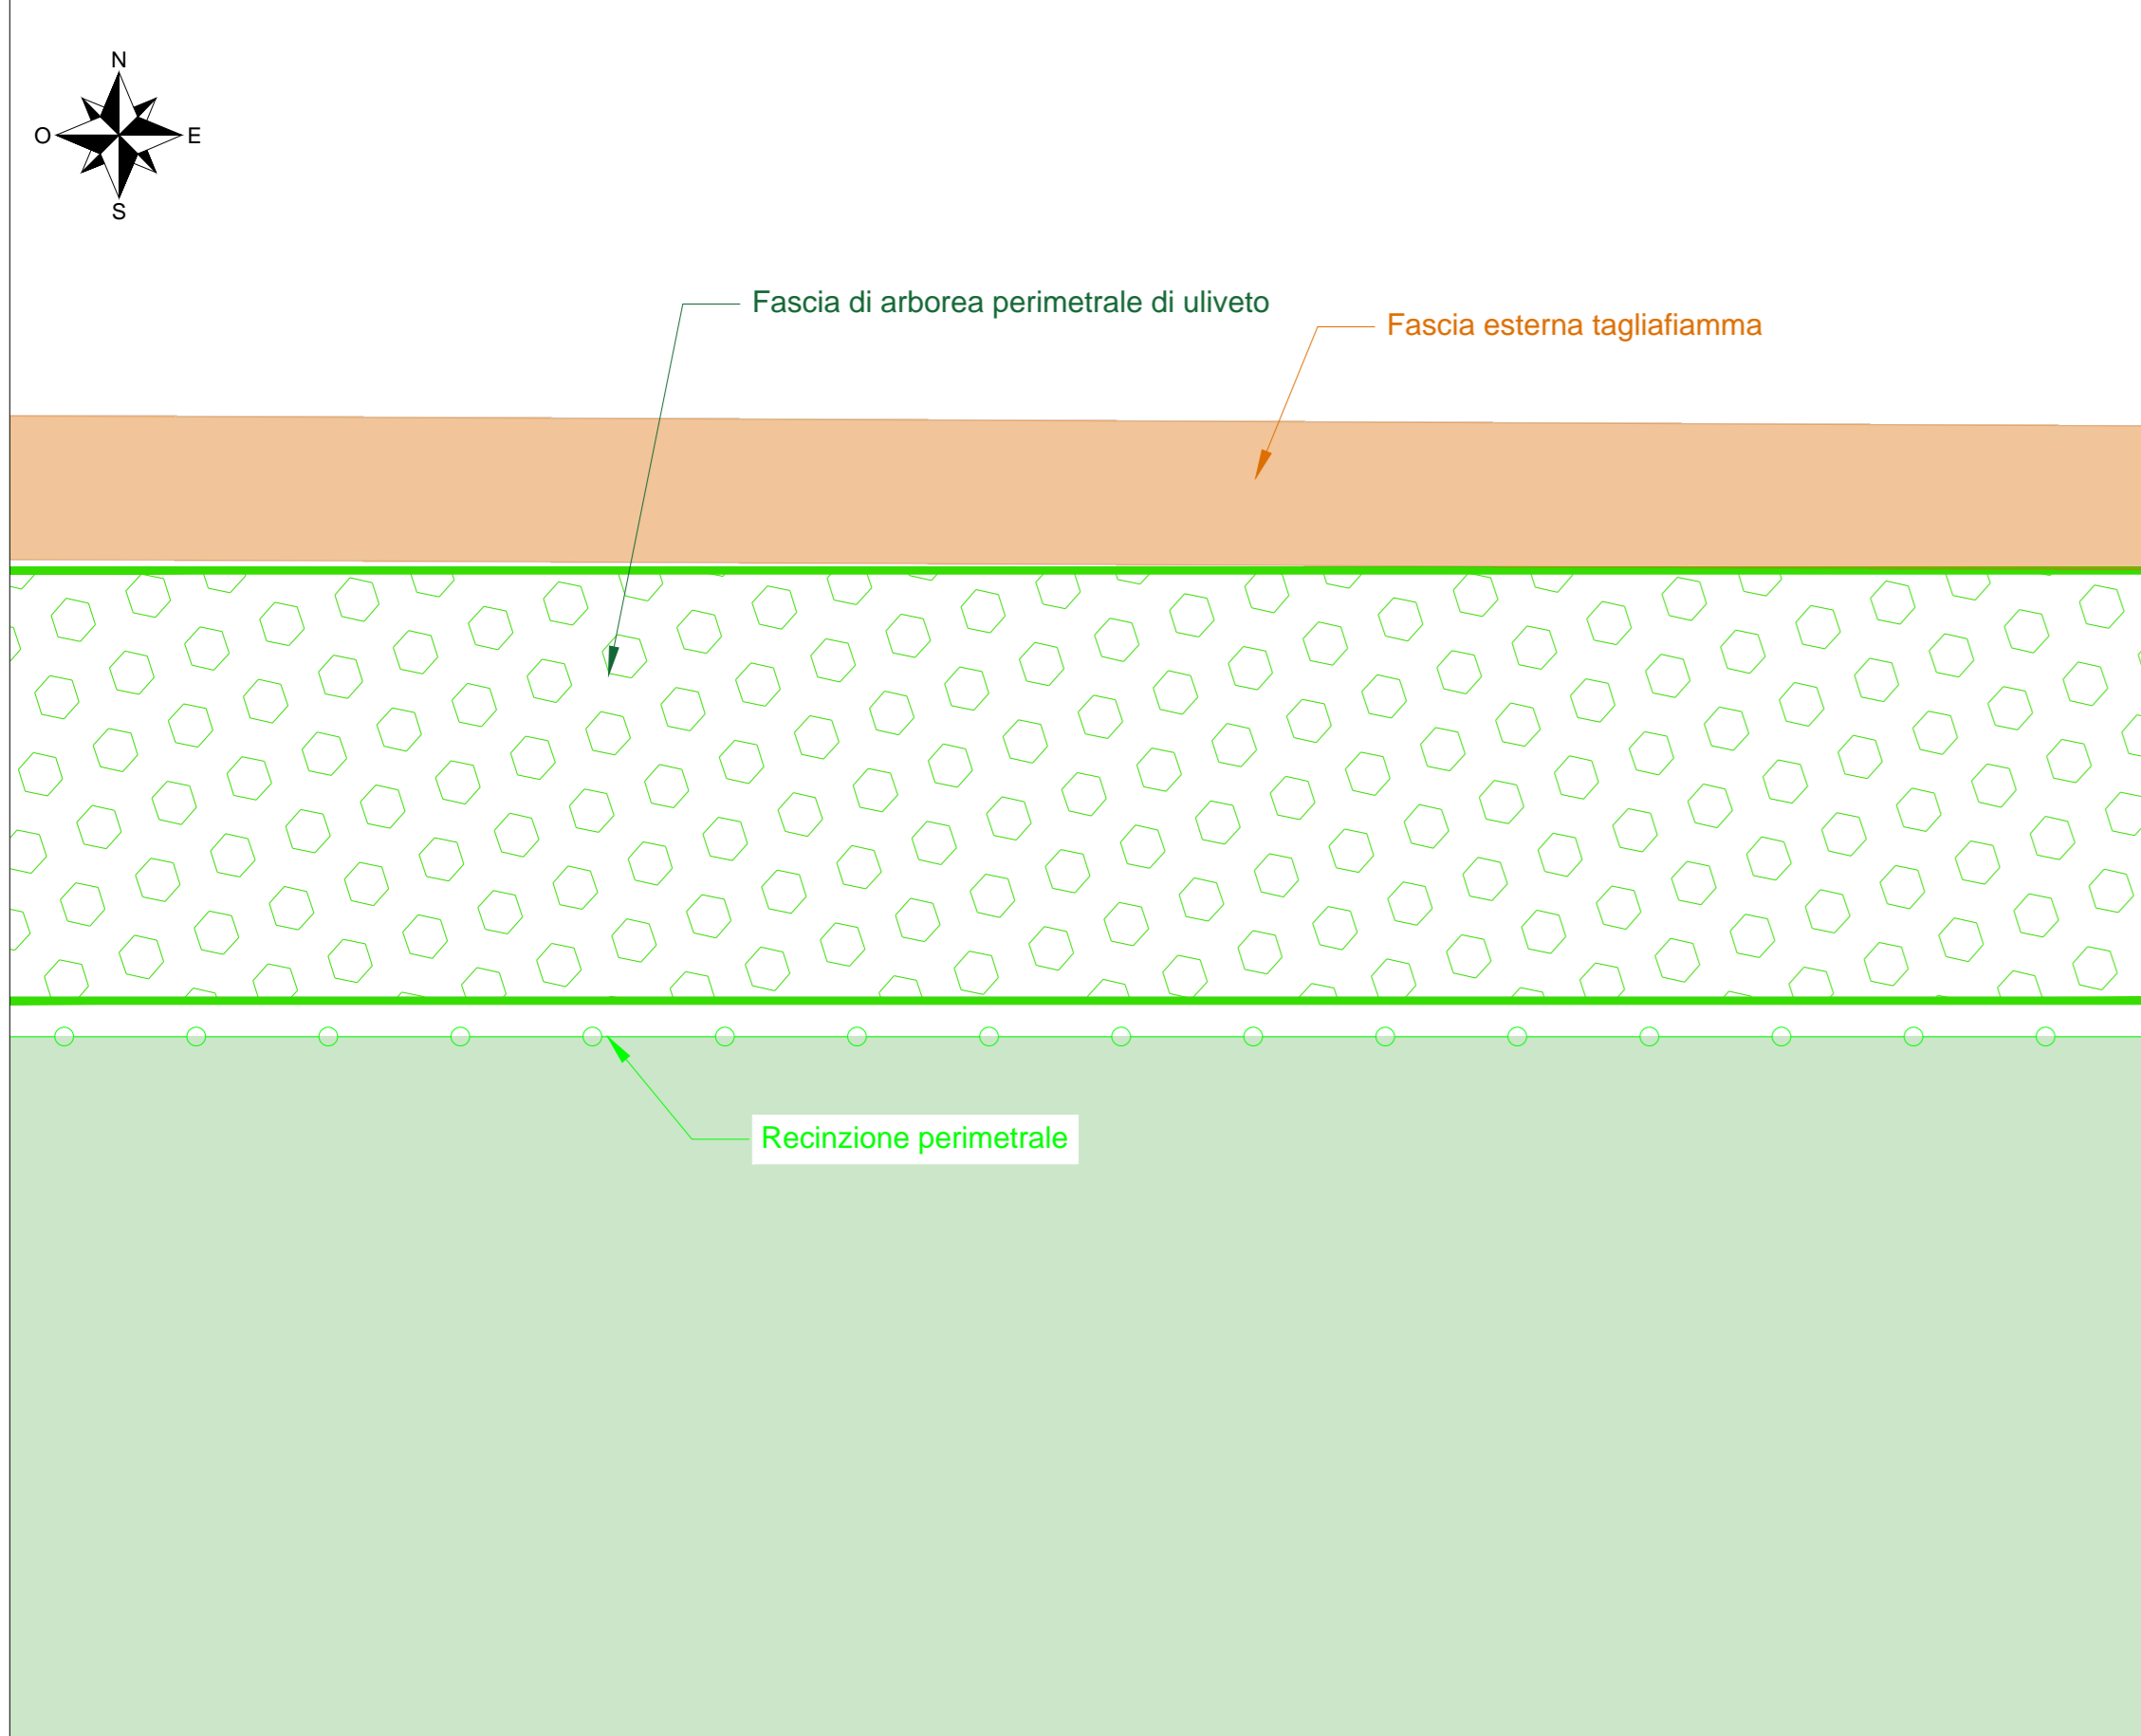 N
O
E
S
Fascia di arborea perimetrale di uliveto
Fascia esterna tagliafiamma
Recinzione perimetrale